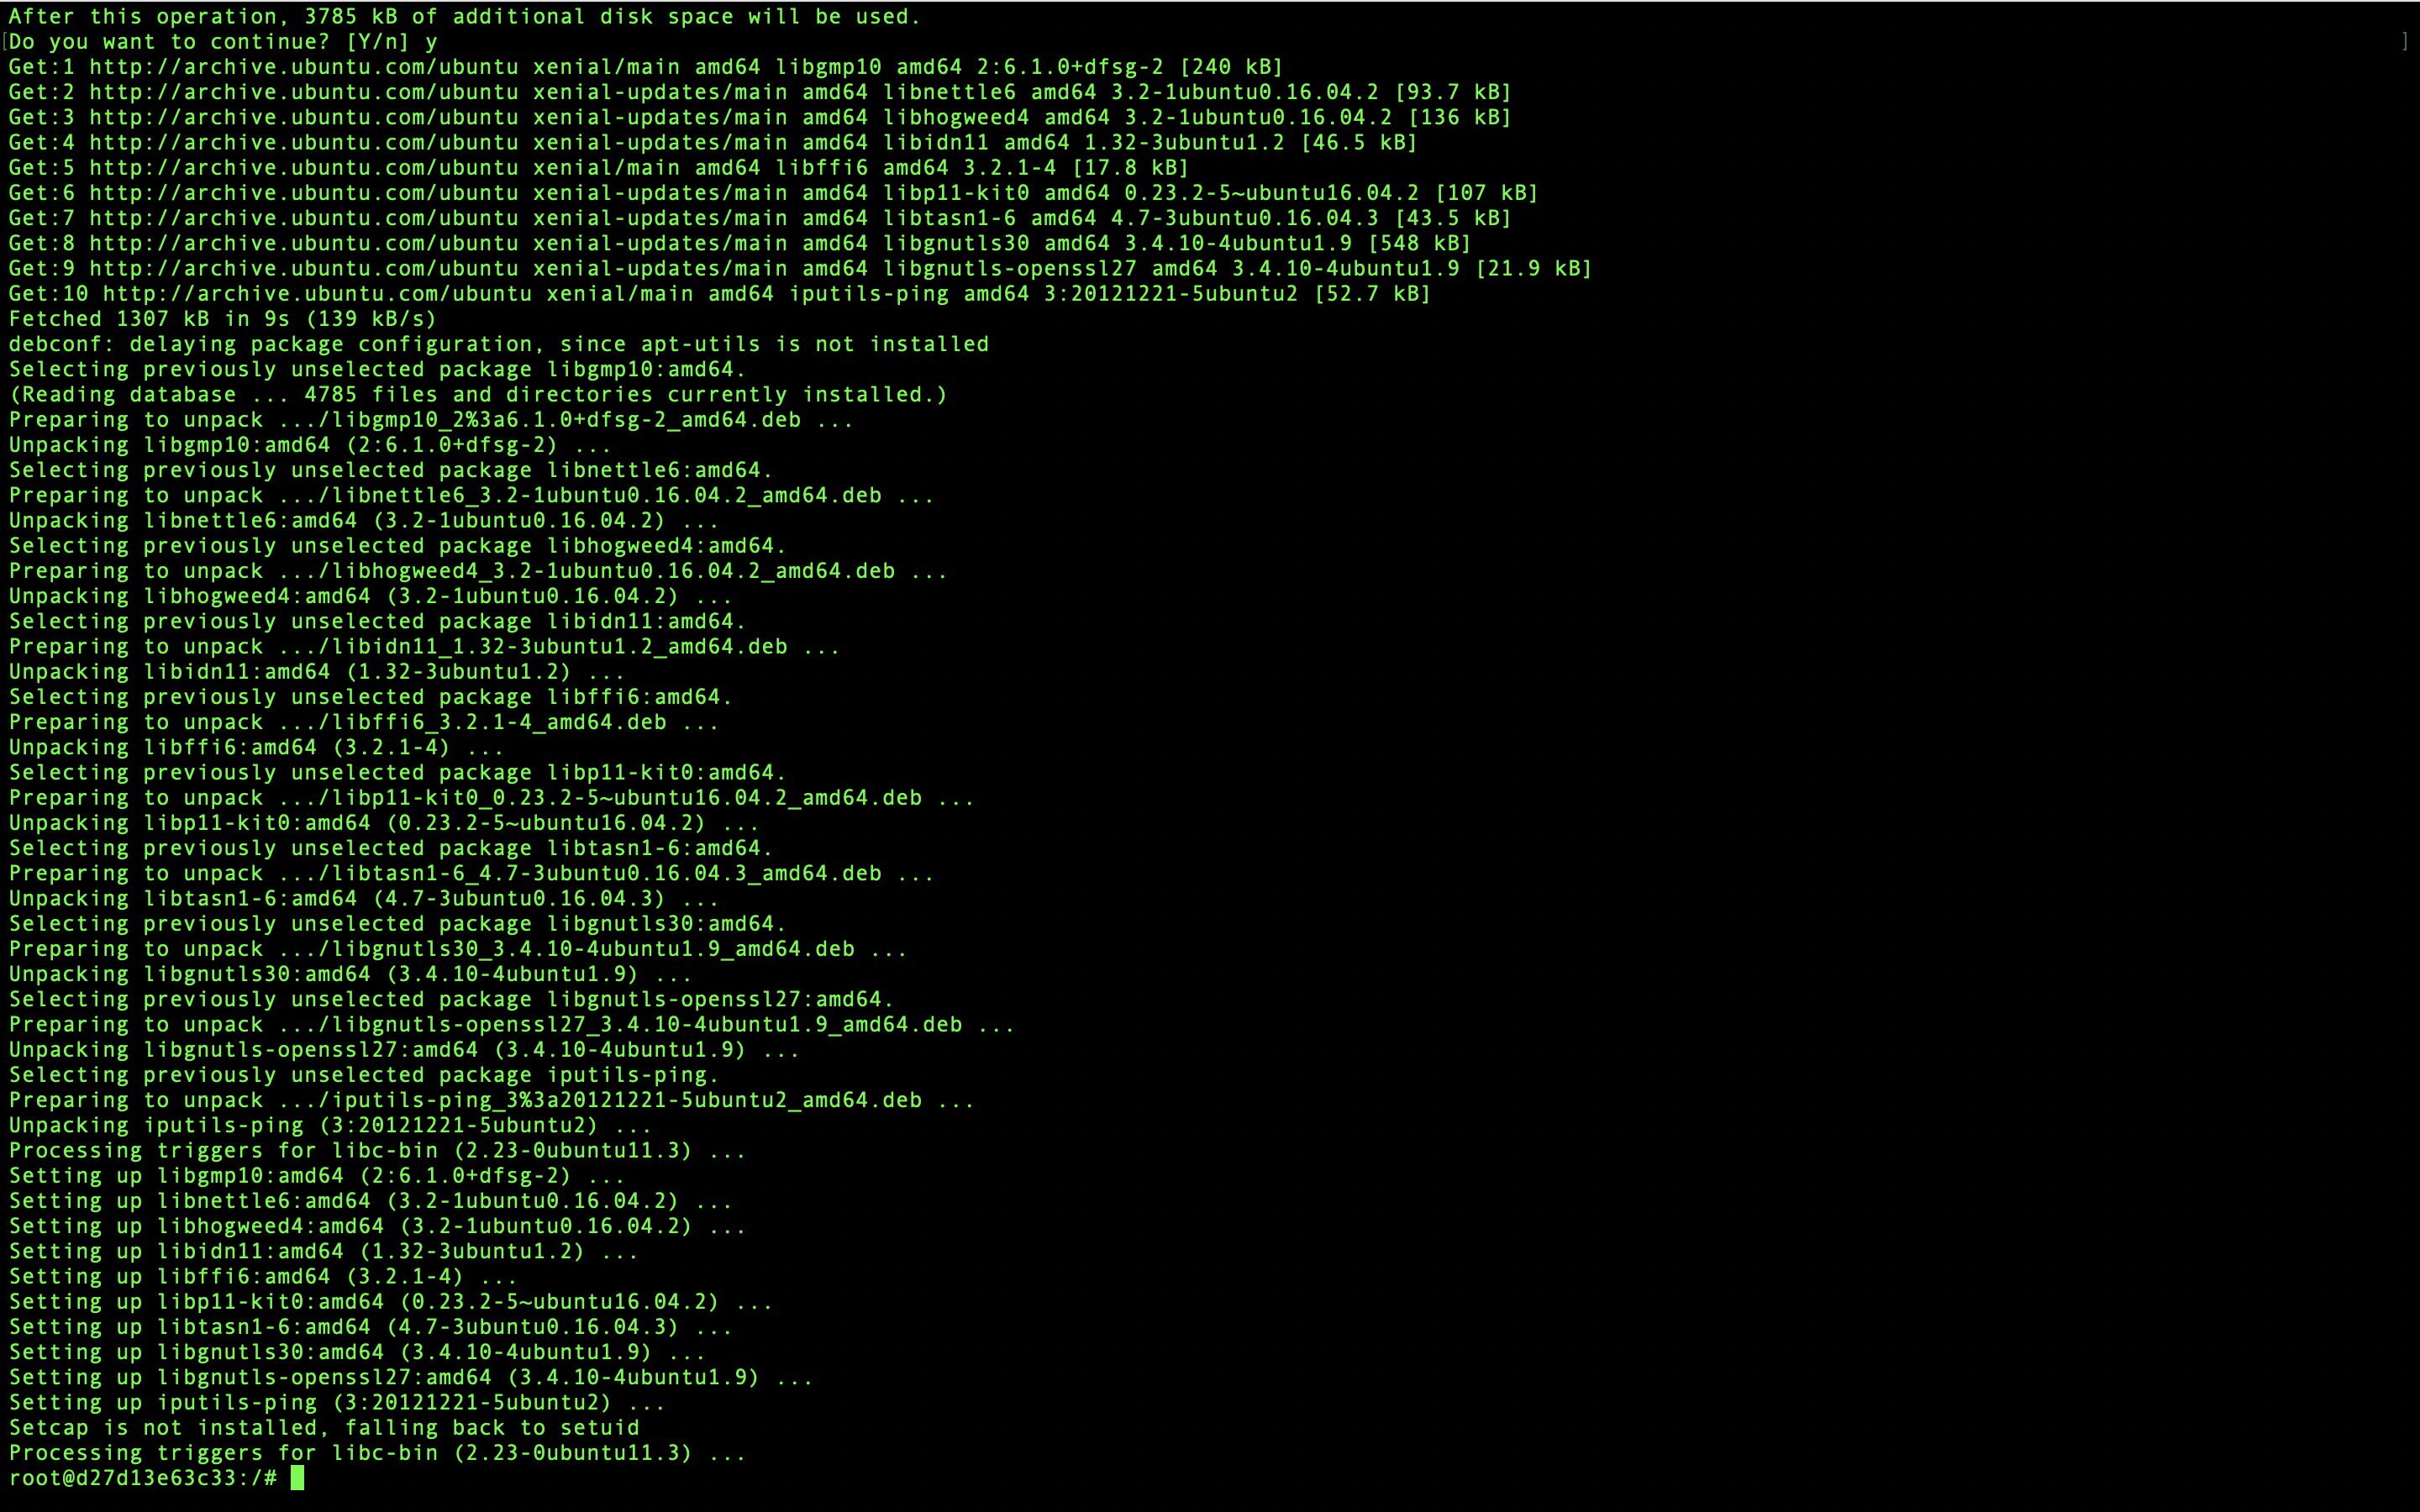 After this operation, 3785 kB of additional disk space will be used.
[Do you want to continue? [Y/n] y ]
Get:1 http://archive.ubuntu.com/ubuntu xenial/main amd64 libgmp10 amd64 2:6.1.0+dfsg-2 [240 kB]
Get:2 http://archive.ubuntu.com/ubuntu xenial-updates/main amd64 libnettle6 amd64 3.2-1ubuntu0.16.04.2 [93.7 kB]
Get:3 http://archive.ubuntu.com/ubuntu xenial-updates/main amd64 libhogweed4 amd64 3.2-1ubuntu0.16.04.2 [136 kB]
Get:4 http://archive.ubuntu.com/ubuntu xenial-updates/main amd64 libidn11 amd64 1.32-3ubuntu1.2 [46.5 kB]
Get:5 http://archive.ubuntu.com/ubuntu xenial/main amd64 libffi6 amd64 3.2.1-4 [17.8 kB]
Get:6 http://archive.ubuntu.com/ubuntu xenial-updates/main amd64 libp11-kit0 amd64 0.23.2-5~ubuntu16.04.2 [107 kB]
Get:7 http://archive.ubuntu.com/ubuntu xenial-updates/main amd64 libtasn1-6 amd64 4.7-3ubuntu0.16.04.3 [43.5 kB]
Get:8 http://archive.ubuntu.com/ubuntu xenial-updates/main amd64 libgnutls30 amd64 3.4.10-4ubuntu1.9 [548 kB]
Get:9 http://archive.ubuntu.com/ubuntu xenial-updates/main amd64 libgnutls-openssl27 amd64 3.4.10-4ubuntu1.9 [21.9 kB]
Get:10 http://archive.ubuntu.com/ubuntu xenial/main amd64 iputils-ping amd64 3:20121221-5ubuntu2 [52.7 kB]
Fetched 1307 kB in 9s (139 kB/s)
debconf: delaying package configuration, since apt-utils is not installed
Selecting previously unselected package libgmp10:amd64.
(Reading database ... 4785 files and directories currently installed.)
Preparing to unpack .../libgmp10_2%3a6.1.0+dfsg-2_amd64.deb ...
Unpacking libgmp10:amd64 (2:6.1.0+dfsg-2) ...
Selecting previously unselected package libnettle6:amd64.
Preparing to unpack .../libnettle6_3.2-1ubuntu0.16.04.2_amd64.deb ...
Unpacking libnettle6:amd64 (3.2-1ubuntu0.16.04.2) ...
Selecting previously unselected package libhogweed4:amd64.
Preparing to unpack .../libhogweed4_3.2-1ubuntu0.16.04.2_amd64.deb ...
Unpacking libhogweed4:amd64 (3.2-1ubuntu0.16.04.2) ...
Selecting previously unselected package libidn11:amd64.
Preparing to unpack .../libidn11_1.32-3ubuntu1.2_amd64.deb ...
Unpacking libidn11:amd64 (1.32-3ubuntu1.2) ...
Selecting previously unselected package libffi6:amd64.
Preparing to unpack .../libffi6_3.2.1-4_amd64.deb ...
Unpacking libffi6:amd64 (3.2.1-4) ...
Selecting previously unselected package libp11-kit0:amd64.
Preparing to unpack .../libp11-kit0_0.23.2-5~ubuntu16.04.2_amd64.deb ...
Unpacking libp11-kit0:amd64 (0.23.2-5~ubuntu16.04.2) ...
Selecting previously unselected package libtasn1-6:amd64.
Preparing to unpack .../libtasn1-6_4.7-3ubuntu0.16.04.3_amd64.deb ...
Unpacking libtasn1-6:amd64 (4.7-3ubuntu0.16.04.3) ...
Selecting previously unselected package libgnutls30:amd64.
Preparing to unpack .../libgnutls30_3.4.10-4ubuntu1.9_amd64.deb ...
Unpacking libgnutls30:amd64 (3.4.10-4ubuntu1.9) ...
Selecting previously unselected package libgnutls-openssl27:amd64.
Preparing to unpack .../libgnutls-openssl27_3.4.10-4ubuntu1.9_amd64.deb ...
Unpacking libgnutls-openssl27:amd64 (3.4.10-4ubuntu1.9) ...
Selecting previously unselected package iputils-ping.
Preparing to unpack .../iputils-ping_3%3a20121221-5ubuntu2_amd64.deb ...
Unpacking iputils-ping (3:20121221-5ubuntu2) ...
Processing triggers for libc-bin (2.23-0ubuntu11.3) ...
Setting up libgmp10:amd64 (2:6.1.0+dfsg-2) ...
Setting up libnettle6:amd64 (3.2-1ubuntu0.16.04.2) ...
Setting up libhogweed4:amd64 (3.2-1ubuntu0.16.04.2) ...
Setting up libidn11:amd64 (1.32-3ubuntu1.2) ...
Setting up libffi6:amd64 (3.2.1-4) ...
Setting up libp11-kit0:amd64 (0.23.2-5~ubuntu16.04.2) ...
Setting up libtasn1-6:amd64 (4.7-3ubuntu0.16.04.3) ...
Setting up libgnutls30:amd64 (3.4.10-4ubuntu1.9) ...
Setting up libgnutls-openssl27:amd64 (3.4.10-4ubuntu1.9) ...
Setting up iputils-ping (3:20121221-5ubuntu2) ...
Setcap is not installed, falling back to setuid
Processing triggers for libc-bin (2.23-0ubuntu11.3) ...
root@d27d13e63c33:/#